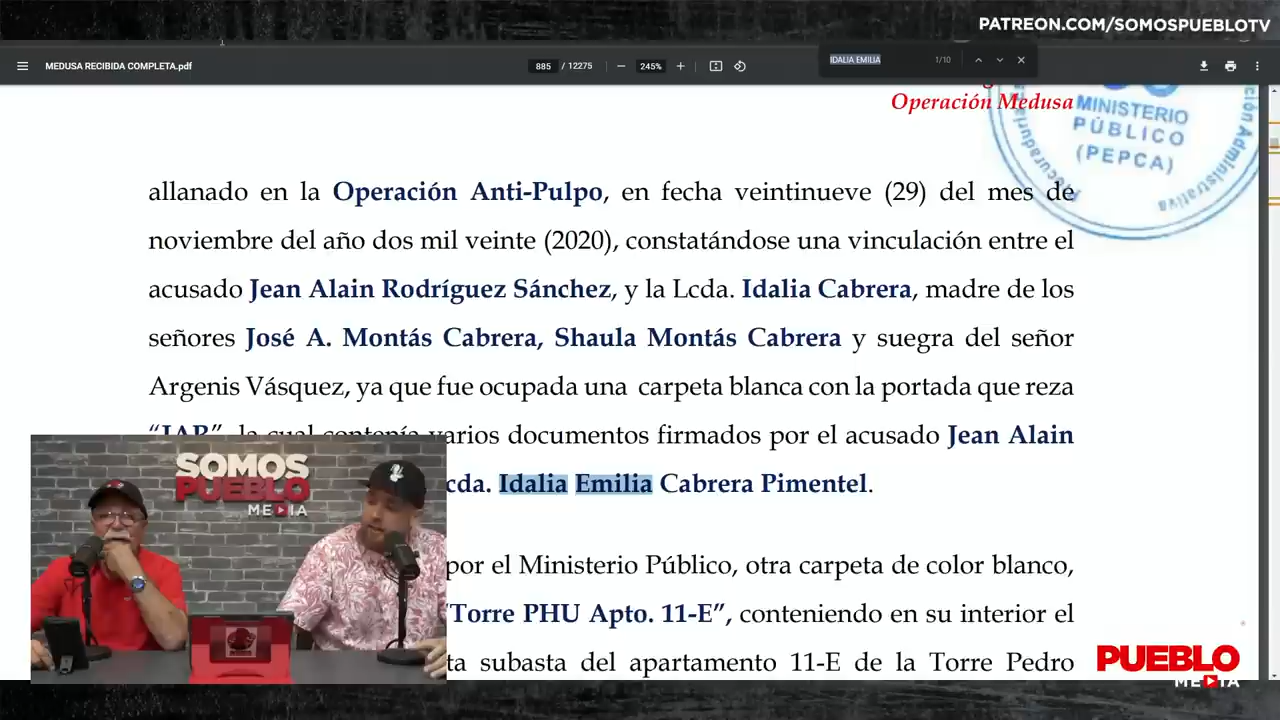 PATREON.COM/SOMOSPUEBLOTV
MEDUSA RECIBIDA COMPLETA.pdf
885 / 12275
245%
IDALIA EMILIA
1/10
Operación Medusa
MINISTERIO
PÚBLICO
(PEPCA)
allanado en la Operación Anti-Pulpo, en fecha veintinueve (29) del mes de
noviembre del año dos mil veinte (2020), constatándose una vinculación entre el
acusado Jean Alain Rodríguez Sánchez, y la Lcda. Idalia Cabrera, madre de los
señores José A. Montás Cabrera, Shaula Montás Cabrera y suegra del señor
Argenis Vásquez, ya que fue ocupada una carpeta blanca con la portada que reza
la cual contenía varios documentos firmados por el acusado Jean Alain
cda. Idalia Emilia Cabrera Pimentel.
por el Ministerio Público, otra carpeta de color blanco,
"Torre PHU Apto. 11-E", conteniendo en su interior el
ta subasta del apartamento 11-E de la Torre Pedro
SOMOS
PUEBLO
MEDIA
PUEBLO
MEDIA